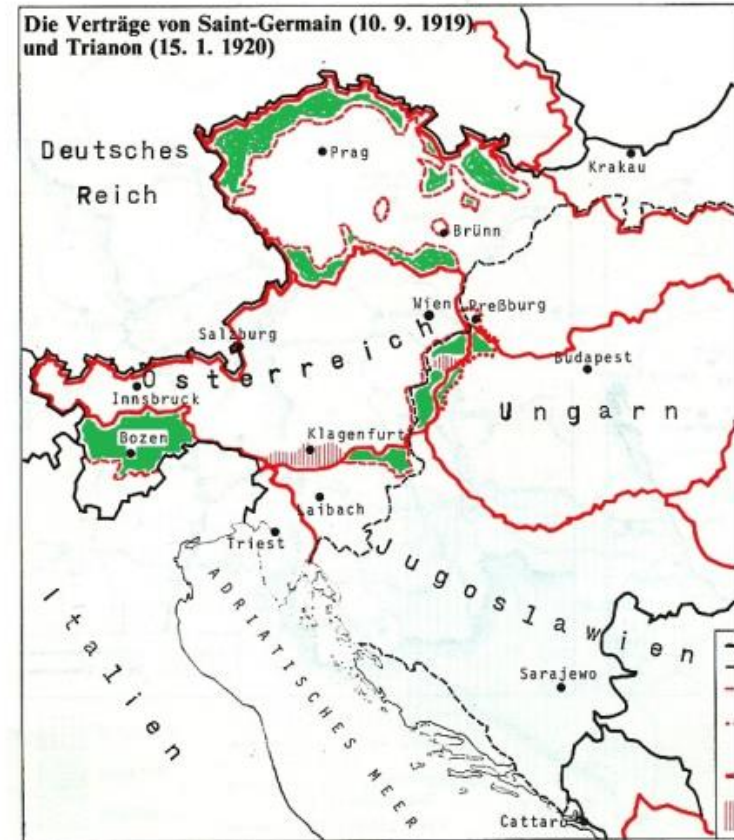 Die Verträge von Saint-Germain (10. 9. 1919)
und Trianon (15. 1. 1920)
Deutsches
Reich
Prag
Krakau
Brünn
Wien
Preßburg
Salzburg
Österreich
Budapest
Innsbruck
Ungarn
Klagenfurt
Bozen
Laibach
Triest
Jugoslawien
Italien
ADRIATISCHES MEER
Sarajewo
Cattaro